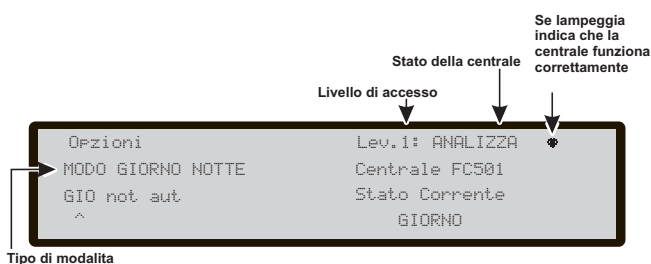 Se lampeggia
indica che la
centrale funziona
correttamente
Stato della centrale
Livello di accesso
Opzioni Lev.1: ANALIZZA
MODO GIORNO NOTTE Centrale FC501
GIO not aut Stato Corrente
^ GIORNO
Tipo di modalita